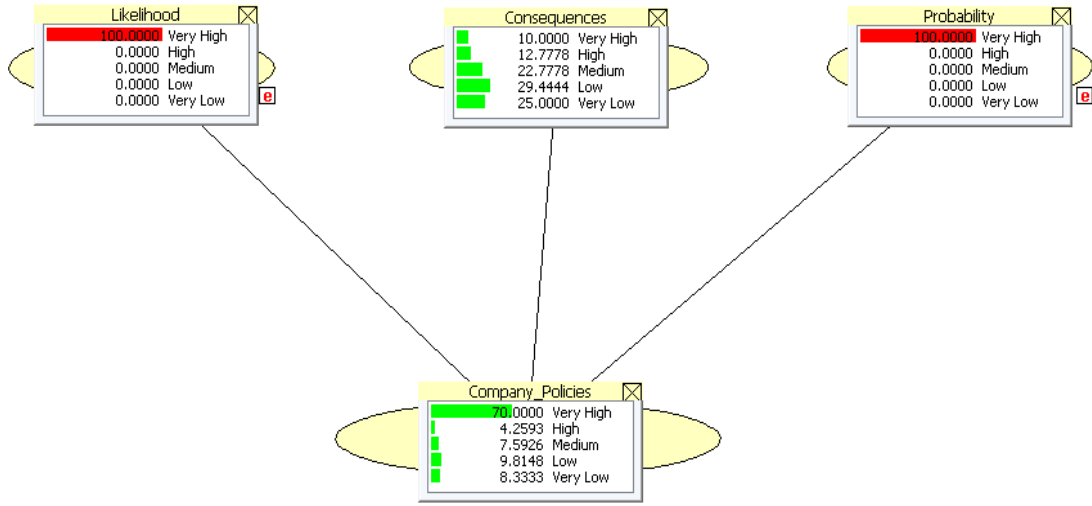 Likelihood
100.0000 Very High
0.0000 High
0.0000 Medium
0.0000 Low
0.0000 Very Low
e
Consequences
10.0000 Very High
12.7778 High
22.7778 Medium
29.4444 Low
25.0000 Very Low
Probability
100.0000 Very High
0.0000 High
0.0000 Medium
0.0000 Low
0.0000 Very Low
e
Company_Policies
70.0000 Very High
4.2593 High
7.5926 Medium
9.8148 Low
8.3333 Very Low